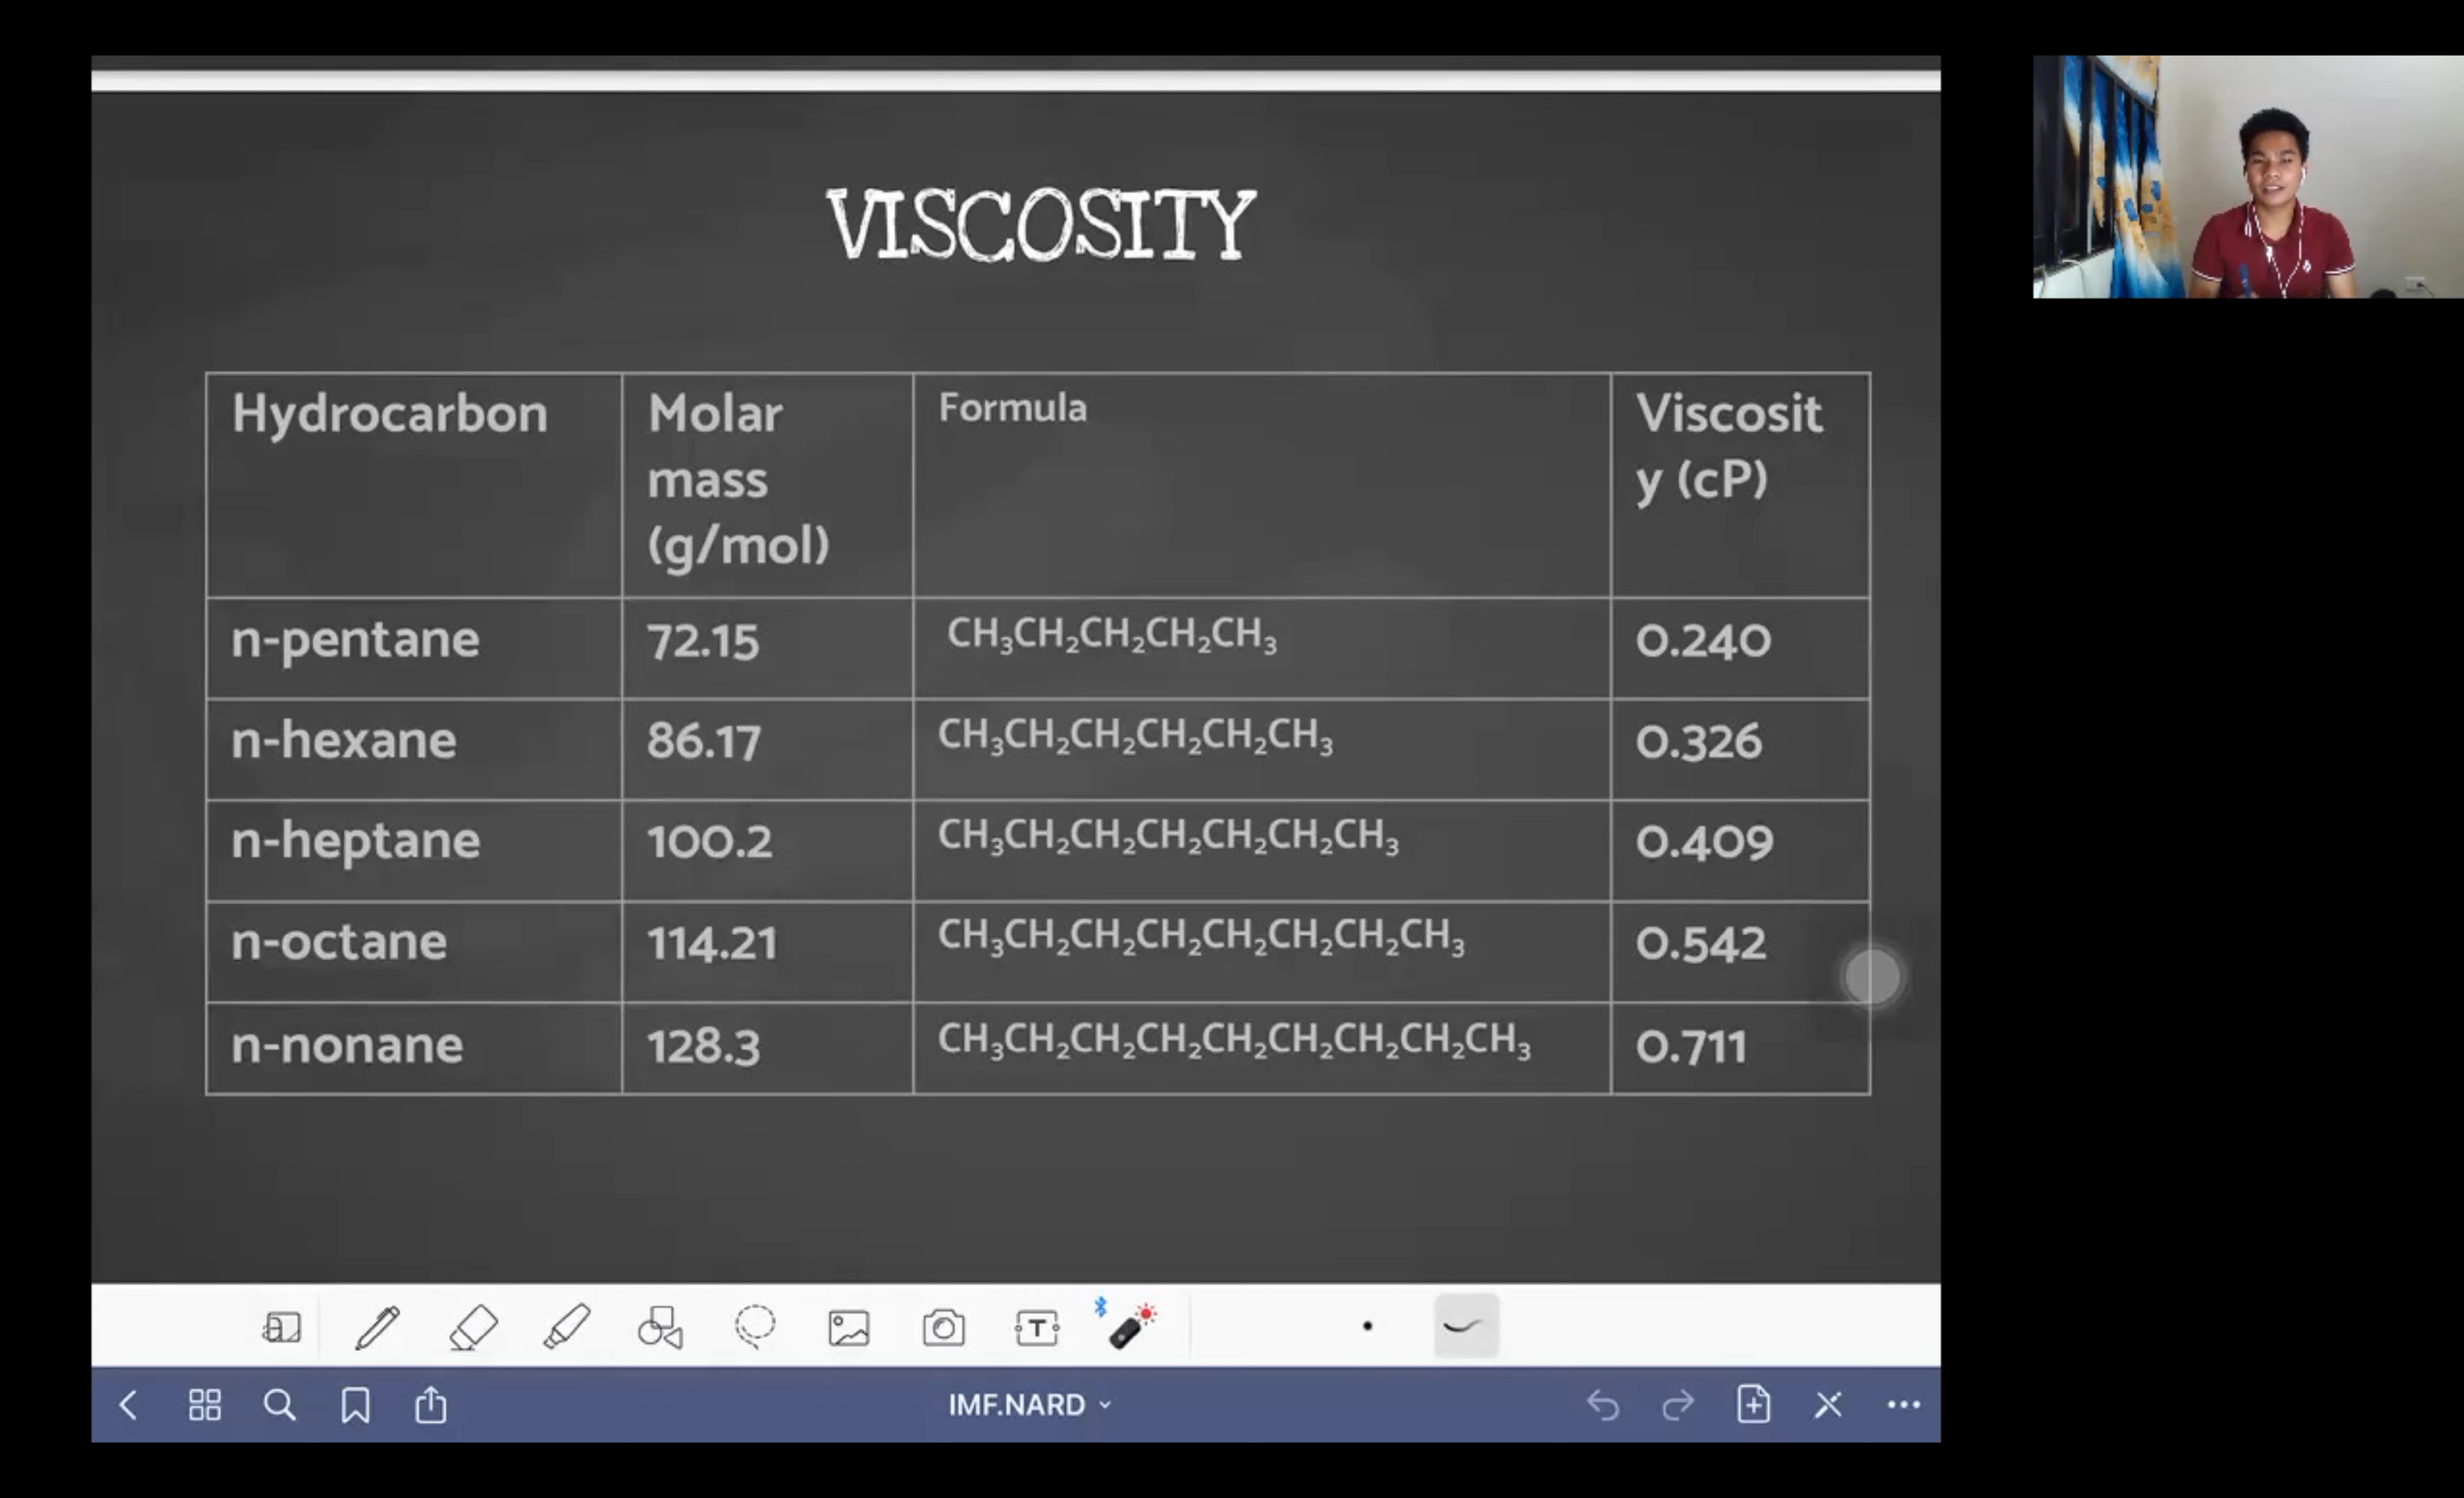 VISCOSITY
Hydrocarbon
Molar
mass
(g/mol)
Formula
Viscosit
y (cP)
n-pentane 72.15 CH₃CH₂CH₂CH₂CH₃ 0.240
n-hexane 86.17 CH₃CH₂CH₂CH₂CH₂CH₃ 0.326
n-heptane 100.2 CH₃CH₂CH₂CH₂CH₂CH₂CH₃ 0.409
n-octane 114.21 CH₃CH₂CH₂CH₂CH₂CH₂CH₂CH₃ 0.542
n-nonane 128.3 CH₃CH₂CH₂CH₂CH₂CH₂CH₂CH₂CH₃ 0.711
T
IMF.NARD